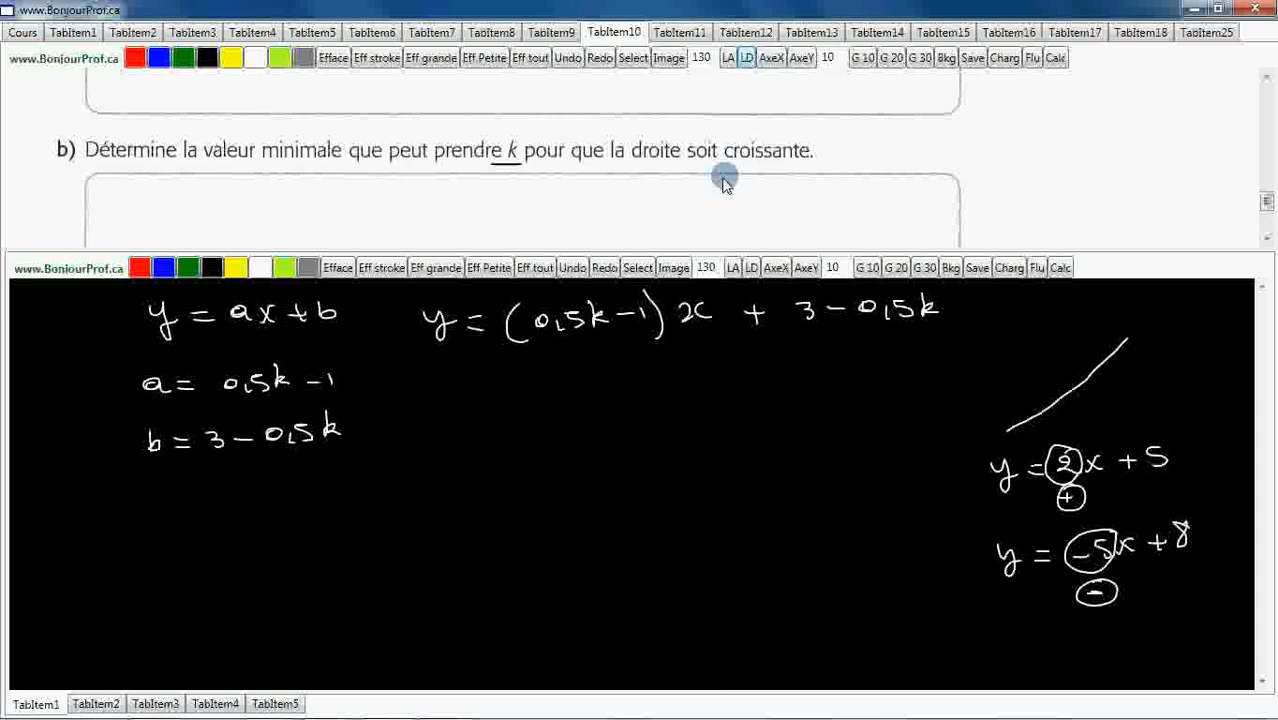 www.BonjourProf.ca
Cours TabItem1 TabItem2 TabItem3 TabItem4 TabItem5 TabItem6 TabItem7 TabItem8 TabItem9 TabItem10 TabItem11 TabItem12 TabItem13 TabItem14 TabItem15 TabItem16 TabItem17 TabItem18 TabItem25
www.BonjourProf.ca Efface Eff stroke Eff grande Eff Petite Eff tout Undo Redo Select Image 130 LA LD AxeX AxeY 10 G 10 G 20 G 30 Bkg Save Charg Flu Calc
b) Détermine la valeur minimale que peut prendre k pour que la droite soit croissante.
www.BonjourProf.ca Efface Eff stroke Eff grande Eff Petite Eff tout Undo Redo Select Image 130 LA LD AxeX AxeY 10 G 10 G 20 G 30 Bkg Save Charg Flu Calc
y = ax + b y = (0,5k - 1) x + 3 - 0,5k
a = 0,5k - 1
b = 3 - 0,5k
y = 2x + 5
+
y = -5x + 8
-
TabItem1 TabItem2 TabItem3 TabItem4 TabItem5